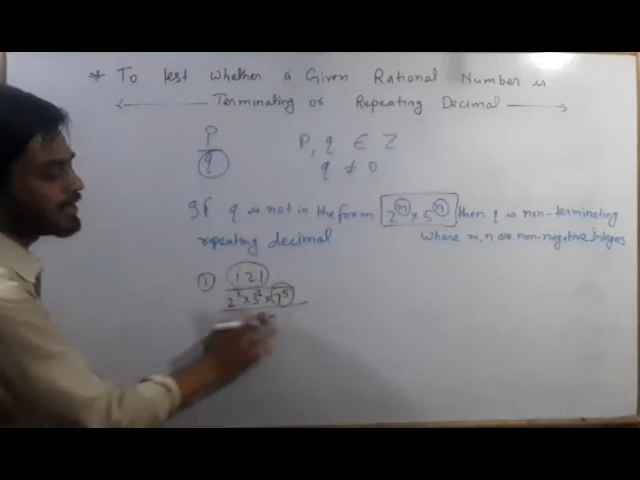 * To test whether a Given Rational Number is
Terminating or Repeating Decimal
P
q
P, q ∈ Z
q ≠ 0
If q is not in the form 2^m × 5^n then q is non-terminating
repeating decimal where m, n are non-negative integers
① 121
2^3 × 5^2 × 7^5